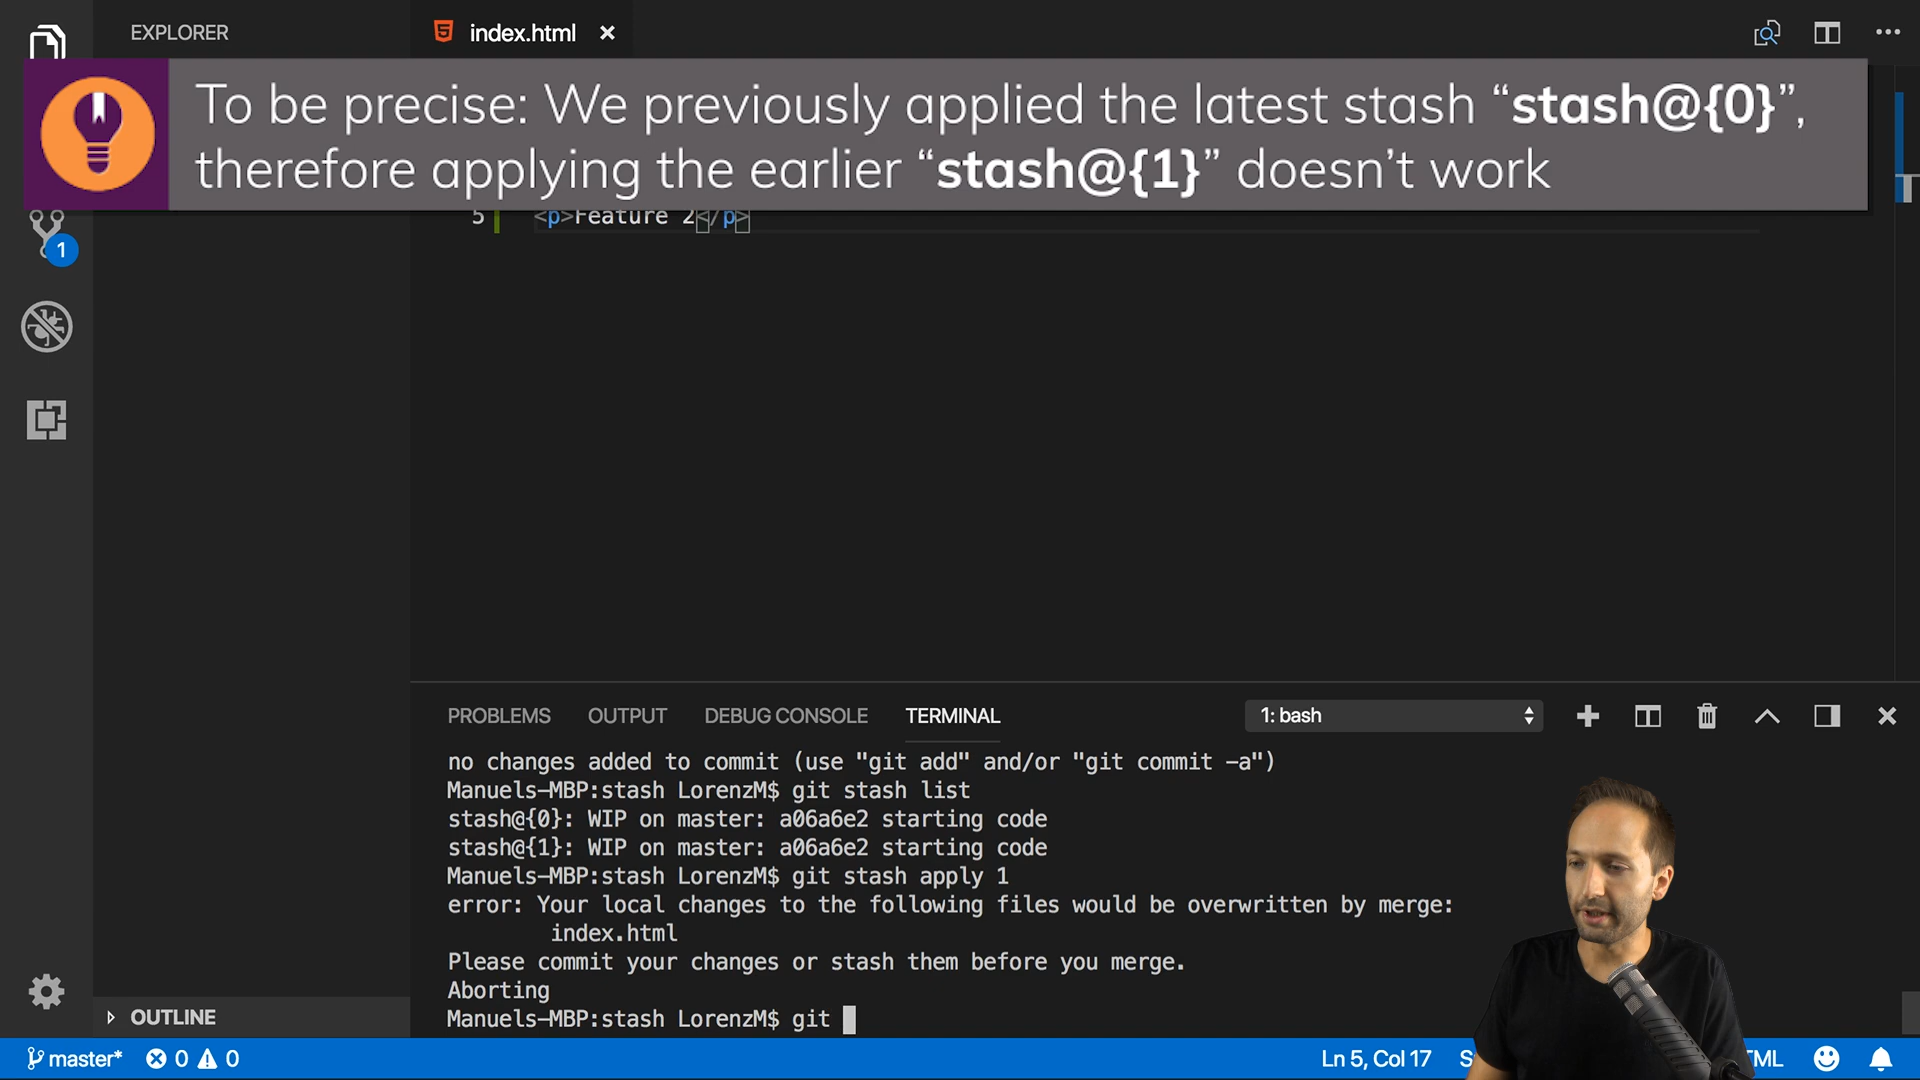 EXPLORER
index.html
To be precise: We previously applied the latest stash “stash@{0}”,
therefore applying the earlier “stash@{1}” doesn’t work
5 <p>Feature 2</p>
1
PROBLEMS OUTPUT DEBUG CONSOLE TERMINAL 1: bash
no changes added to commit (use "git add" and/or "git commit -a")
Manuels-MBP:stash LorenzM$ git stash list
stash@{0}: WIP on master: a06a6e2 starting code
stash@{1}: WIP on master: a06a6e2 starting code
Manuels-MBP:stash LorenzM$ git stash apply 1
error: Your local changes to the following files would be overwritten by merge:
index.html
Please commit your changes or stash them before you merge.
Aborting
Manuels-MBP:stash LorenzM$ git
OUTLINE
master* 0 0 Ln 5, Col 17